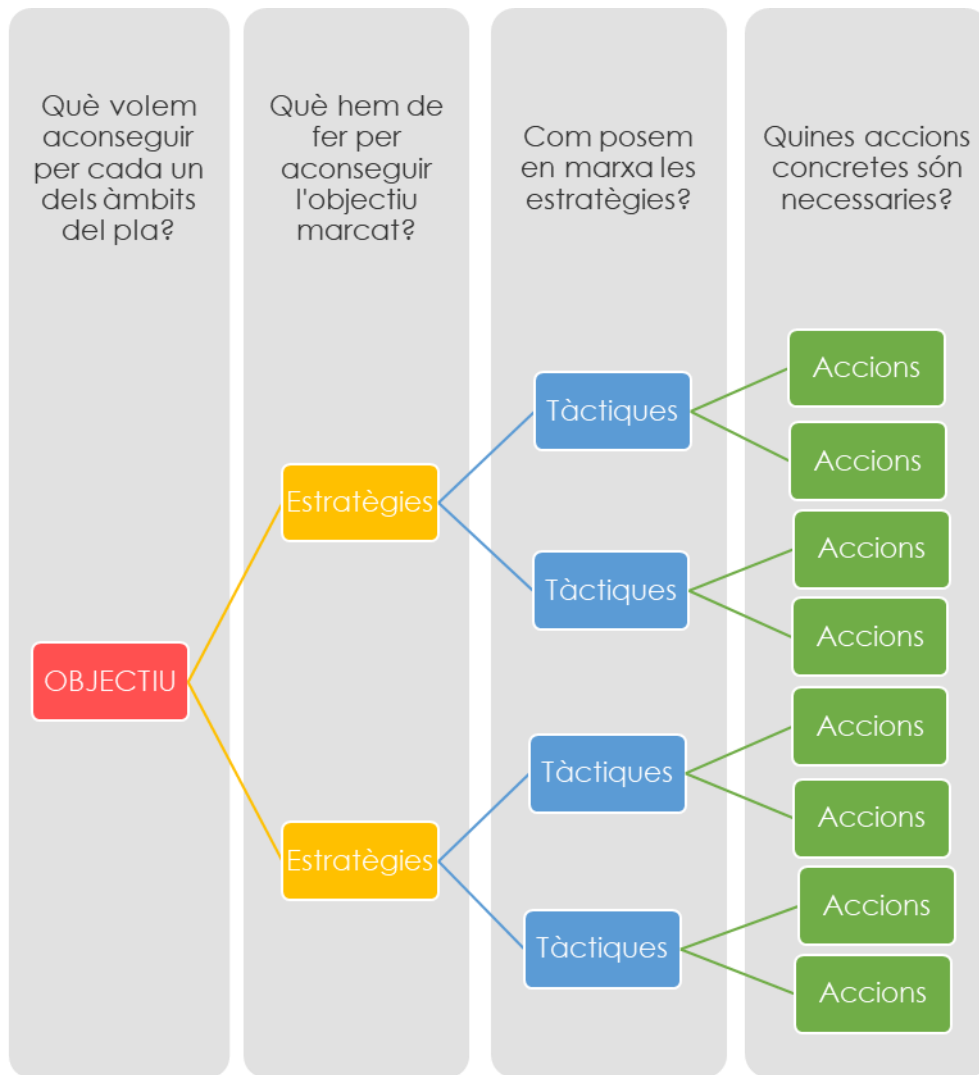 Què volem
aconseguir
per cada un
dels àmbits
del pla?
Què hem de
fer per
aconseguir
l'objectiu
marcat?
Com posem
en marxa les
estratègies?
Quines accions
concretes són
necessaries?
OBJECTIU
Estratègies
Estratègies
Tàctiques
Tàctiques
Tàctiques
Tàctiques
Accions
Accions
Accions
Accions
Accions
Accions
Accions
Accions